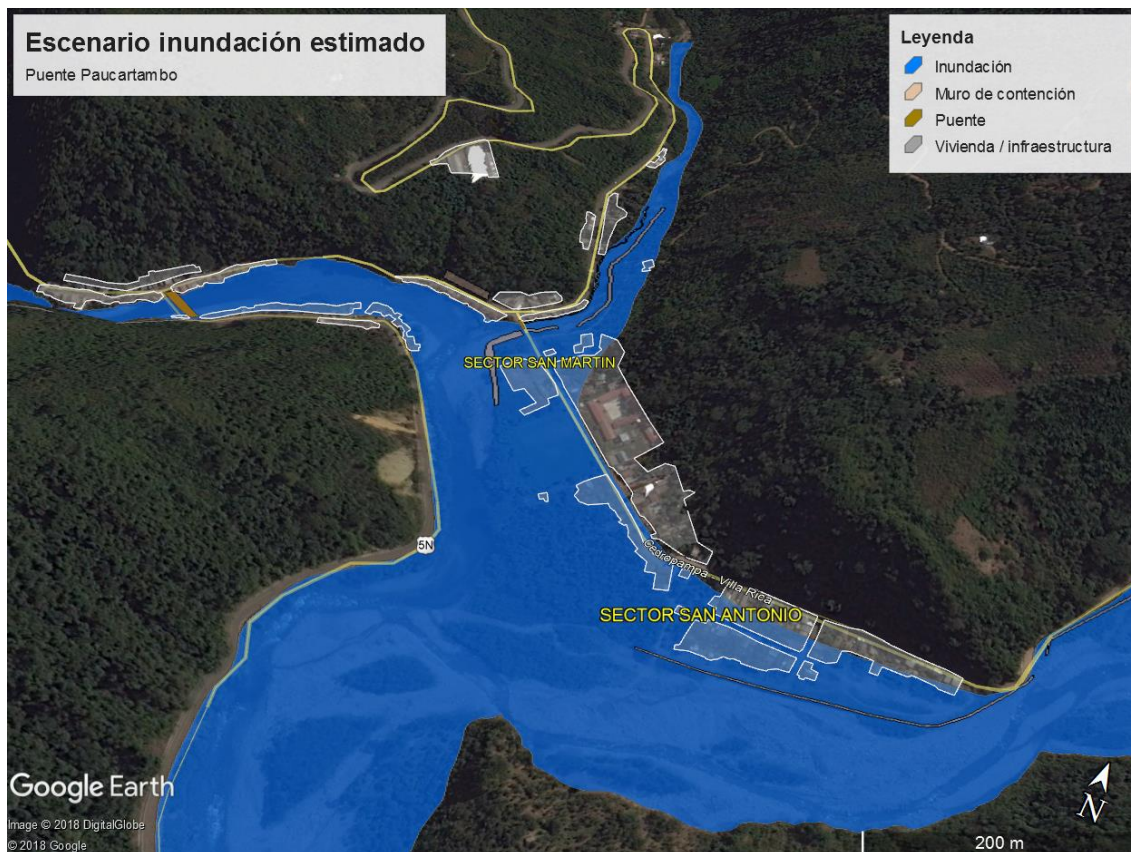 Escenario inundación estimado
Puente Paucartambo
Leyenda
Inundación
Muro de contención
Puente
Vivienda / infraestructura
SECTOR SAN MARTIN
5N
Cedropampa - Villa Rica
SECTOR SAN ANTONIO
Google Earth
Image © 2018 DigitalGlobe
© 2018 Google
N
200 m